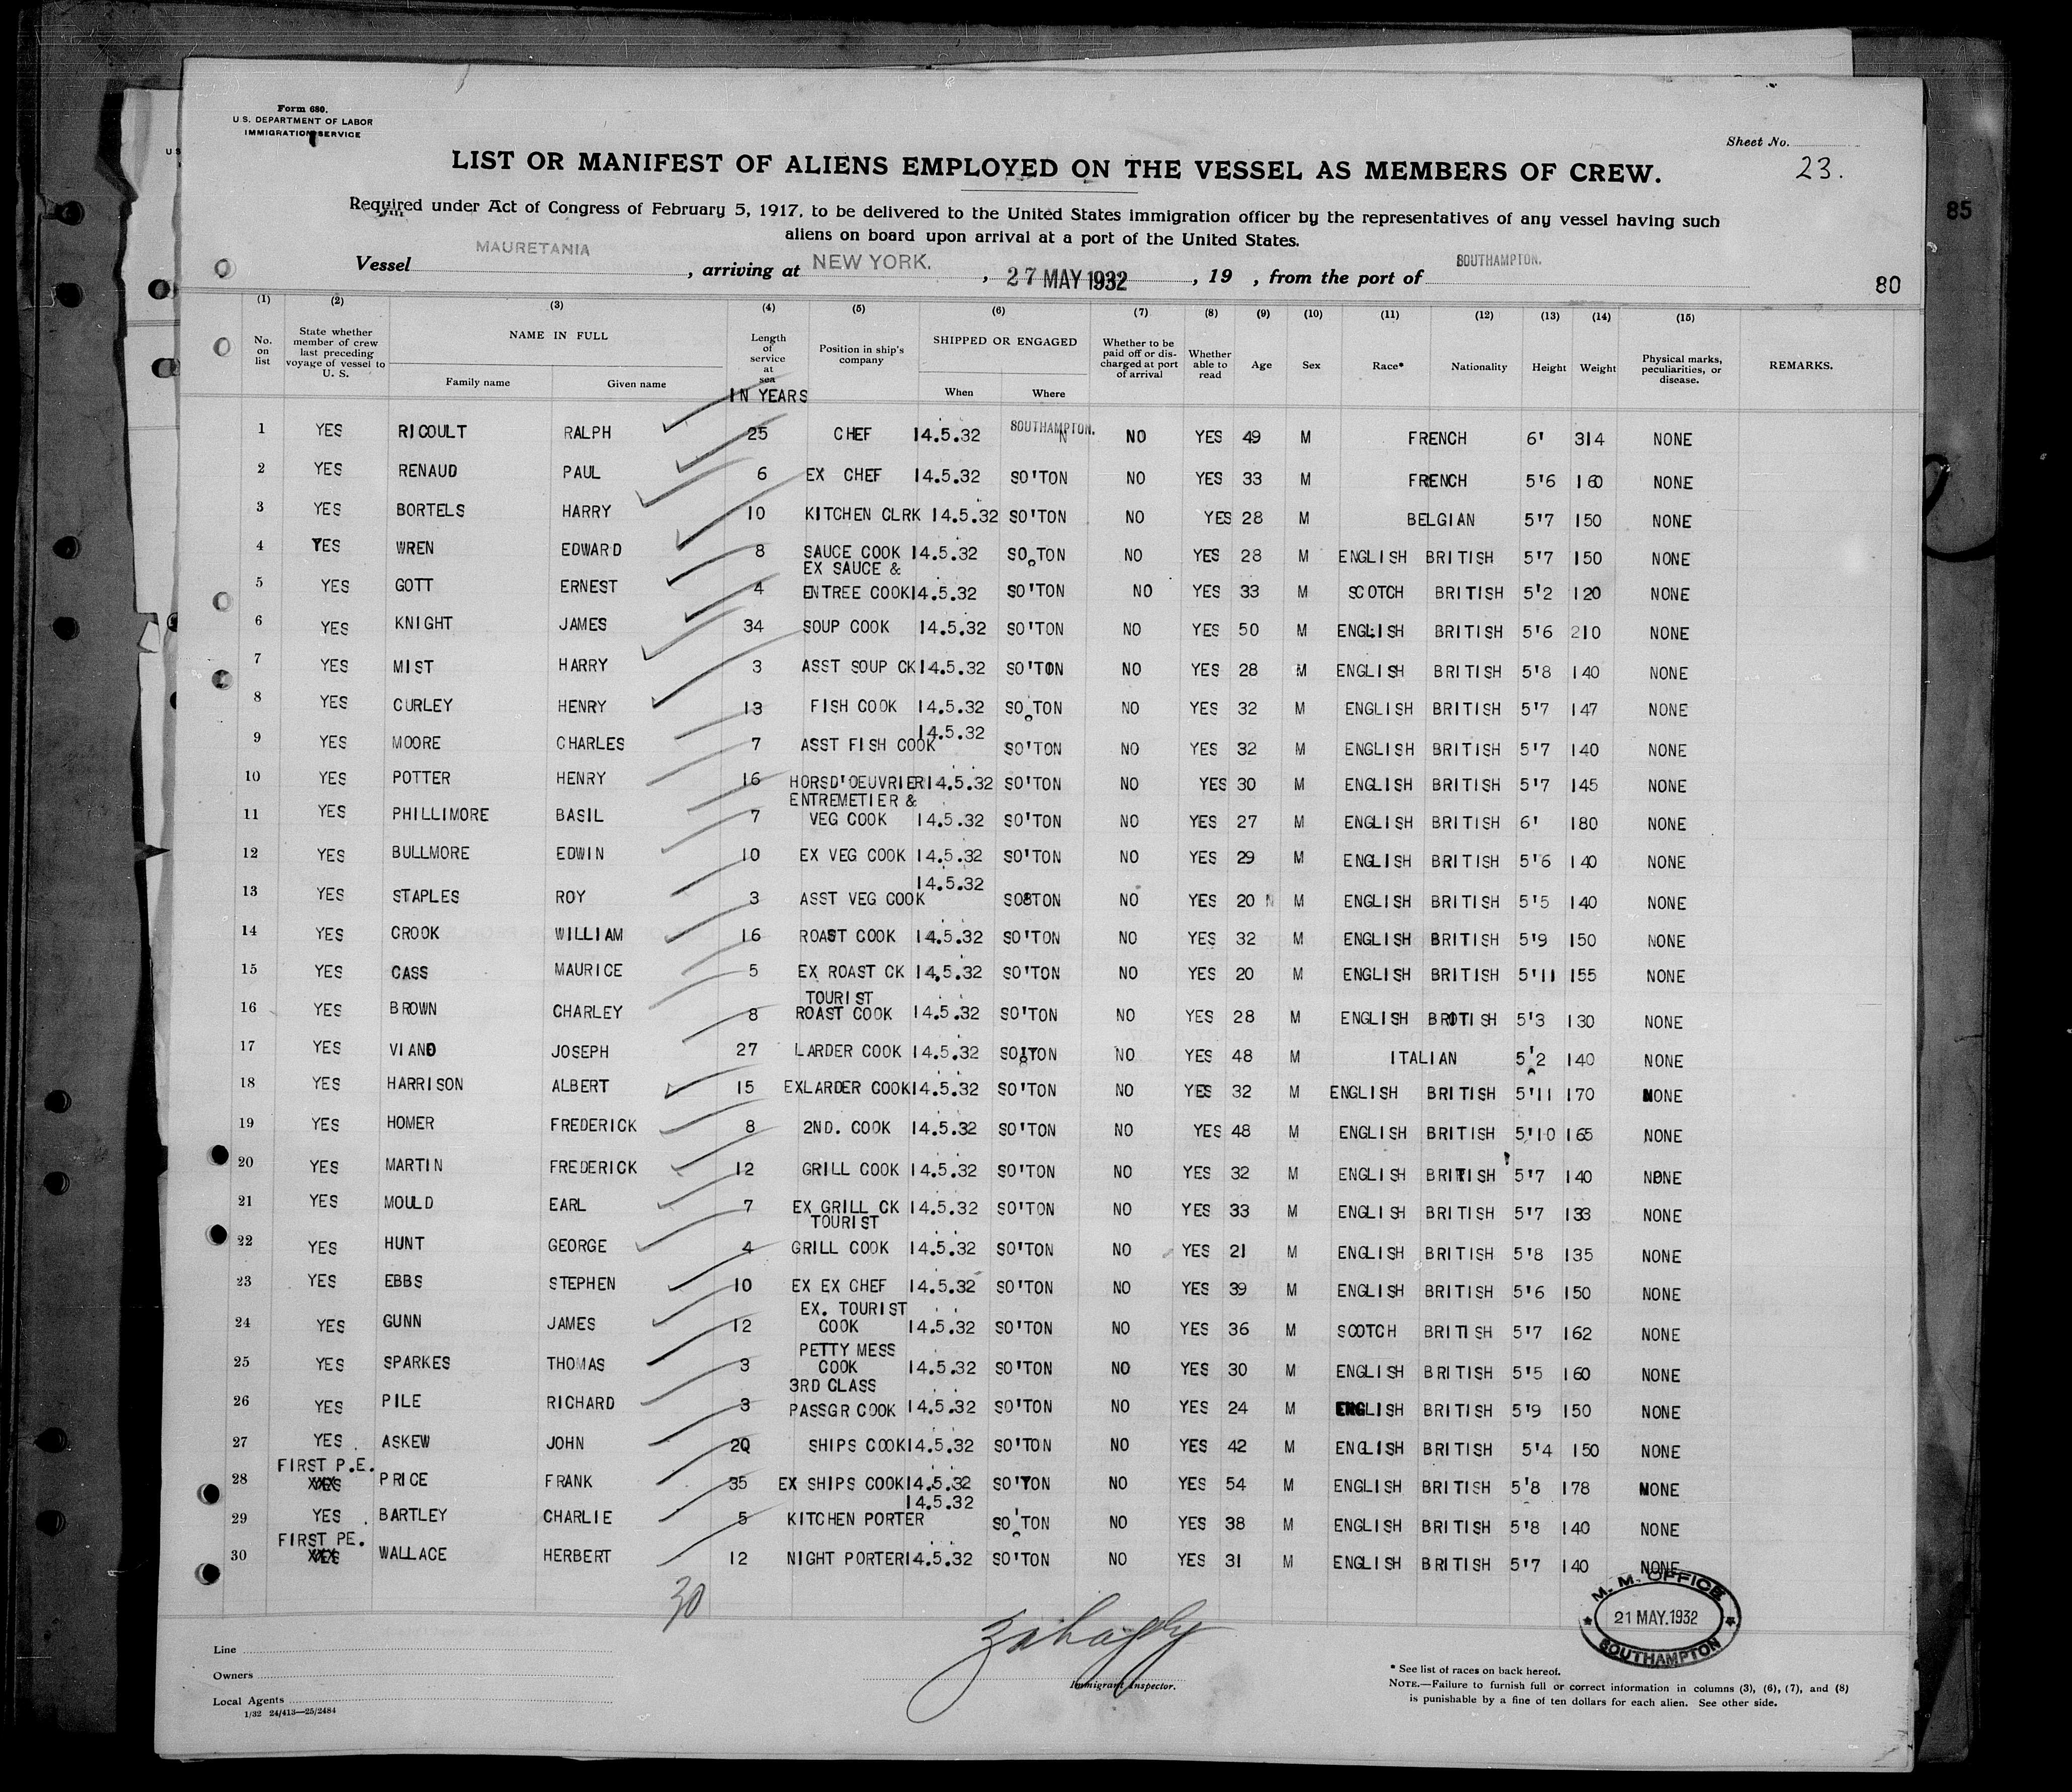 Form 680.
U.S. DEPARTMENT OF LABOR
IMMIGRATION SERVICE
Sheet No.
23.
LIST OR MANIFEST OF ALIENS EMPLOYED ON THE VESSEL AS MEMBERS OF CREW.
85
Required under Act of Congress of February 5, 1917, to be delivered to the United States immigration officer by the representatives of any vessel having such
aliens on board upon arrival at a port of the United States.
Vessel MAURETANIA, arriving at NEW YORK., 27 MAY 1932, 19 , from the port of SOUTHAMPTON.
80
(1) (2) (3) (4) (5) (6) (7) (8) (9) (10) (11) (12) (13) (14) (15)
No. on list State whether member of crew last preceding voyage of vessel to U. S. NAME IN FULL Family name Given name Length of service at sea IN YEARS Position in ship's company SHIPPED OR ENGAGED When Where Whether to be paid off or discharged at port of arrival Whether able to read Age Sex Race* Nationality Height Weight Physical marks, peculiarities, or disease. REMARKS.
1 YES RICOULT RALPH 25 CHEF 14.5.32 SOUTHAMPTON. NO YES 49 M FRENCH 6' 314 NONE
2 YES RENAUD PAUL 6 EX CHEF 14.5.32 SO'TON NO YES 33 M FRENCH 5'6 160 NONE
3 YES BORTELS HARRY 10 KITCHEN CLRK 14.5.32 SO'TON NO YES 28 M BELGIAN 5'7 150 NONE
4 YES WREN EDWARD 8 SAUCE COOK 14.5.32 SO,TON NO YES 28 M ENGLISH BRITISH 5'7 150 NONE
5 YES GOTT ERNEST 4 EX SAUCE & ENTREE COOK 14.5.32 SO'TON NO YES 33 M SCOTCH BRITISH 5'2 120 NONE
6 YES KNIGHT JAMES 34 SOUP COOK 14.5.32 SO'TON NO YES 50 M ENGLISH BRITISH 5'6 210 NONE
7 YES MIST HARRY 3 ASST SOUP CK 14.5.32 SO'TON NO YES 28 M ENGLISH BRITISH 5'8 140 NONE
8 YES CURLEY HENRY 13 FISH COOK 14.5.32 SO,TON NO YES 32 M ENGLISH BRITISH 5'7 147 NONE
9 YES MOORE CHARLES 7 ASST FISH COOK 14.5.32 SO'TON NO YES 32 M ENGLISH BRITISH 5'7 140 NONE
10 YES POTTER HENRY 16 HORSD'OEUVRIER 14.5.32 SO'TON NO YES 30 M ENGLISH BRITISH 5'7 145 NONE
11 YES PHILLIMORE BASIL 7 ENTREMETIER & VEG COOK 14.5.32 SO'TON NO YES 27 M ENGLISH BRITISH 6' 180 NONE
12 YES BULLMORE EDWIN 10 EX VEG COOK 14.5.32 SO'TON NO YES 29 M ENGLISH BRITISH 5'6 140 NONE
13 YES STAPLES ROY 3 ASST VEG COOK 14.5.32 SO'TON NO YES 20 M ENGLISH BRITISH 5'5 140 NONE
14 YES CROOK WILLIAM 16 ROAST COOK 14.5.32 SO'TON NO YES 32 M ENGLISH BRITISH 5'9 150 NONE
15 YES CASS MAURICE 5 EX ROAST CK 14.5.32 SO'TON NO YES 20 M ENGLISH BRITISH 5'11 155 NONE
16 YES BROWN CHARLEY 8 TOURIST ROAST COOK 14.5.32 SO'TON NO YES 28 M ENGLISH BRITISH 5'3 130 NONE
17 YES VIANO JOSEPH 27 LARDER COOK 14.5.32 SO'TON NO YES 48 M ITALIAN 5'2 140 NONE
18 YES HARRISON ALBERT 15 EXLARDER COOK 14.5.32 SO'TON NO YES 32 M ENGLISH BRITISH 5'11 170 NONE
19 YES HOMER FREDERICK 8 2ND. COOK 14.5.32 SO'TON NO YES 48 M ENGLISH BRITISH 5'10 165 NONE
20 YES MARTIN FREDERICK 12 GRILL COOK 14.5.32 SO'TON NO YES 32 M ENGLISH BRITISH 5'7 140 NONE
21 YES MOULD EARL 7 EX GRILL CK 14.5.32 SO'TON NO YES 33 M ENGLISH BRITISH 5'7 133 NONE
22 YES HUNT GEORGE 4 TOURIST GRILL COOK 14.5.32 SO'TON NO YES 21 M ENGLISH BRITISH 5'8 135 NONE
23 YES EBBS STEPHEN 10 EX EX CHEF 14.5.32 SO'TON NO YES 39 M ENGLISH BRITISH 5'6 150 NONE
24 YES GUNN JAMES 12 EX. TOURIST COOK 14.5.32 SO'TON NO YES 36 M SCOTCH BRITISH 5'7 162 NONE
25 YES SPARKES THOMAS 3 PETTY MESS COOK 14.5.32 SO'TON NO YES 30 M ENGLISH BRITISH 5'5 160 NONE
26 YES PILE RICHARD 3 3RD CLASS PASSGR COOK 14.5.32 SO'TON NO YES 24 M ENGLISH BRITISH 5'9 150 NONE
27 YES. ASKEW JOHN 20 SHIPS COOK 14.5.32 SO'TON NO YES 42 M ENGLISH BRITISH 5'4 150 NONE
28 FIRST P.E. PRICE FRANK 35 EX SHIPS COOK 14.5.32 SO'TON NO YES 54 M ENGLISH BRITISH 5'8 178 NONE
29 YES . BARTLEY CHARLIE 5 KITCHEN PORTER 14.5.32 SO'TON NO YES 38 M ENGLISH BRITISH 5'8 140 NONE
30 FIRST PE. WALLACE HERBERT 12 NIGHT PORTER 14.5.32 SO'TON NO YES 31 M ENGLISH BRITISH 5'7 140 NONE
30
M. M. OFFICE
21 MAY.1932
SOUTHAMPTON
Line
Owners
Local Agents
1/32 24/413—25/2484
Immigrant Inspector.
* See list of races on back hereof.
NOTE.—Failure to furnish full or correct information in columns (3), (6), (7), and (8)
is punishable by a fine of ten dollars for each alien. See other side.